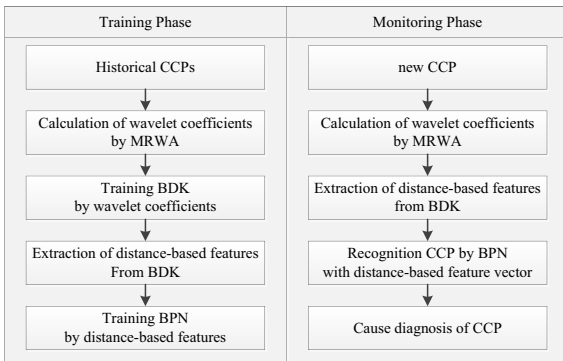 Training Phase
Historical CCPs
Calculation of wavelet coefficients
by MRWA
Training BDK
by wavelet coefficients
Extraction of distance-based features
From BDK
Training BPN
by distance-based features
Monitoring Phase
new CCP
Calculation of wavelet coefficients
by MRWA
Extraction of distance-based features
from BDK
Recognition CCP by BPN
with distance-based feature vector
Cause diagnosis of CCP